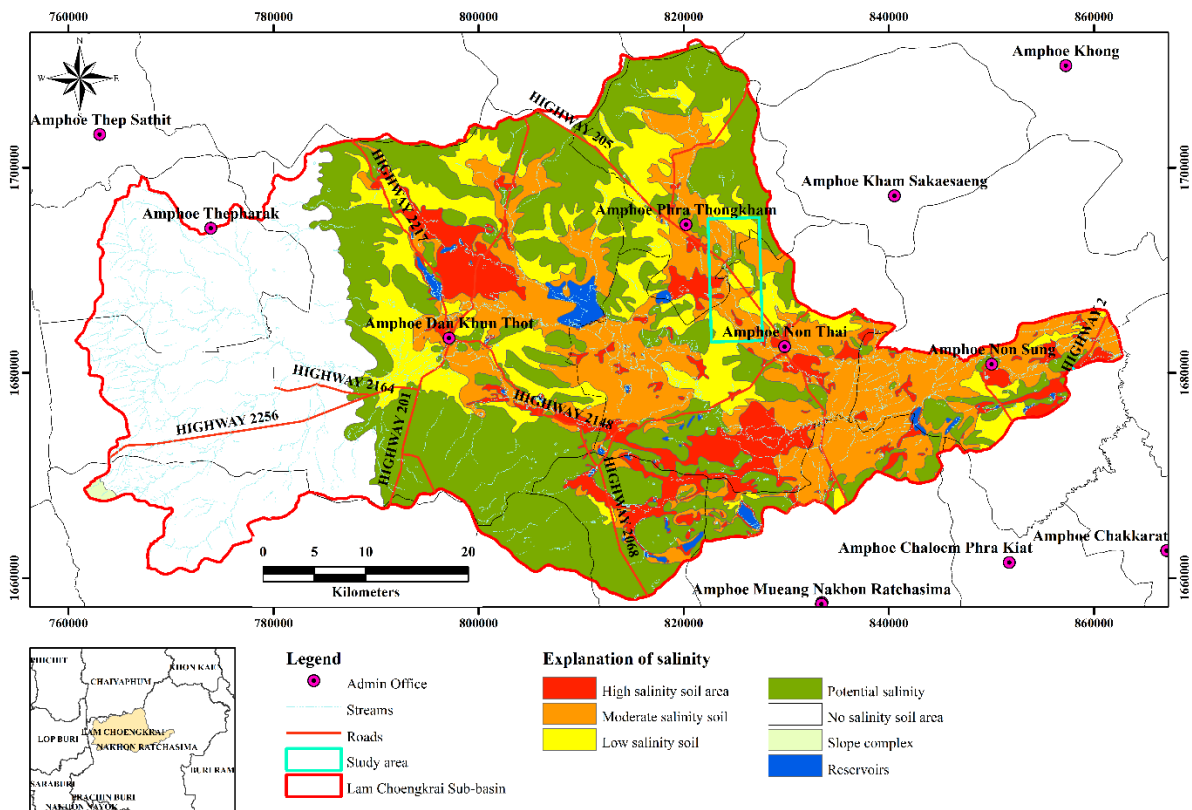 760000 780000 800000 820000 840000 860000
N
W E
S
Amphoe Khong
Amphoe Thep Sathit
HIGHWAY 205
1700000
1700000
HIGHWAY 2217
Amphoe Kham Sakaesaeng
Amphoe Thepharak
Amphoe Phra Thongkham
Amphoe Dan Khun Thot
Amphoe Non Thai
Amphoe Non Sung
HIGHWAY 2
1680000
1680000
HIGHWAY 2164
HIGHWAY 2256
HIGHWAY 201
HIGHWAY 2148
HIGHWAY 2068
Amphoe Chakkarat
Amphoe Chaloem Phra Kiat
0 5 10 20
Kilometers
Amphoe Mueang Nakhon Ratchasima
1660000
1660000
760000 780000 800000 820000 840000 860000
PHICHIT
KHON KAE
CHAIYAPHUM
LAM CHOENGKRAI
LOP BURI
NAKHON RATCHASIMA
BURI RAM
SARABURI
PRACHIN BURI
NAKHON NAYOK
Legend
Admin Office
Streams
Roads
Study area
Lam Choengkrai Sub-basin
Explanation of salinity
High salinity soil area
Moderate salinity soil
Low salinity soil
Potential salinity
No salinity soil area
Slope complex
Reservoirs